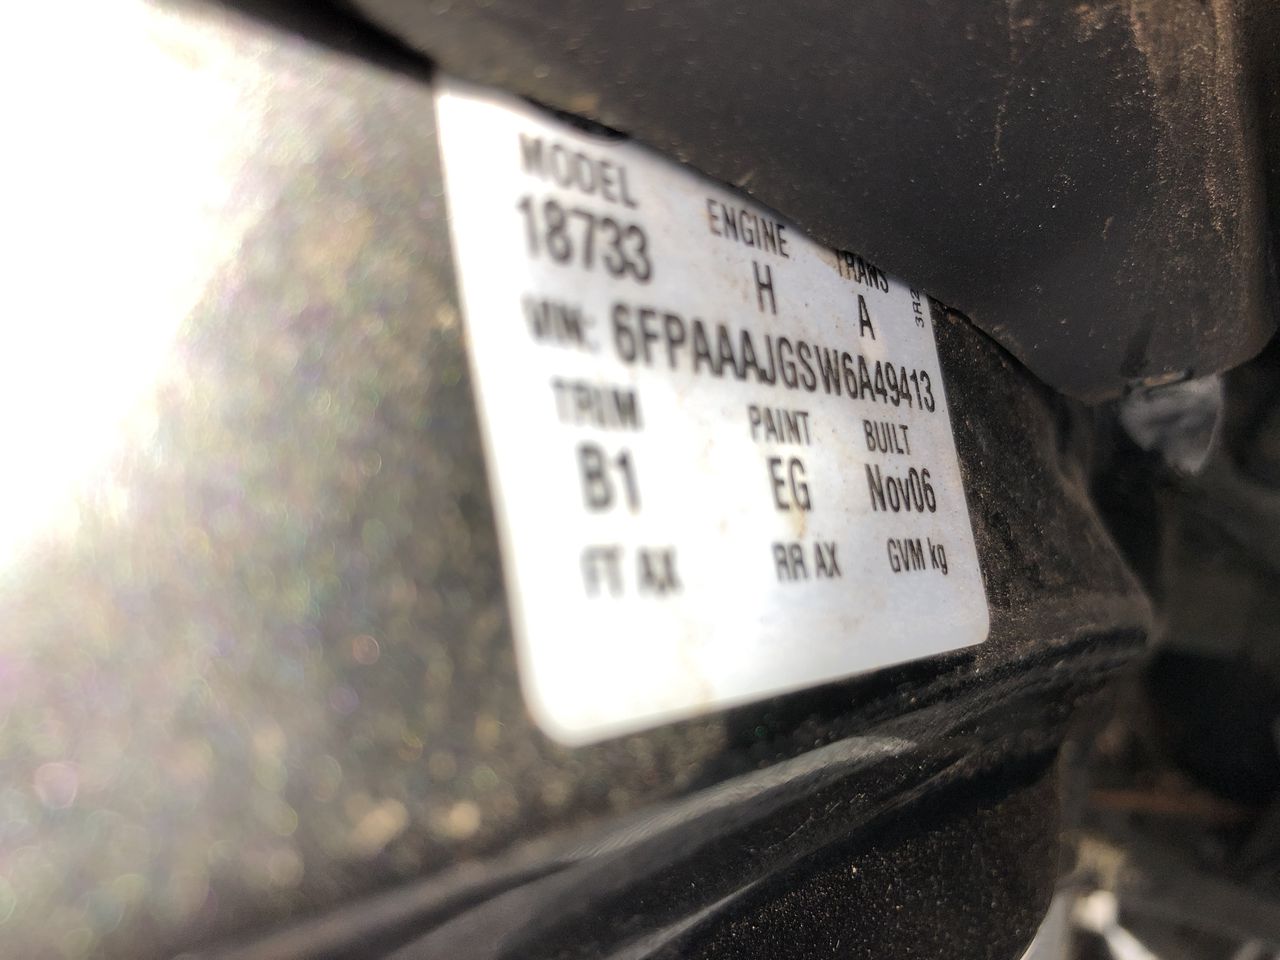 MODEL ENGINE TRANS
18733 H A
VIN: 6FPAAAJGSW6A49413
TRIM PAINT BUILT
B1 EG Nov06
FT AX RR AX GVM kg